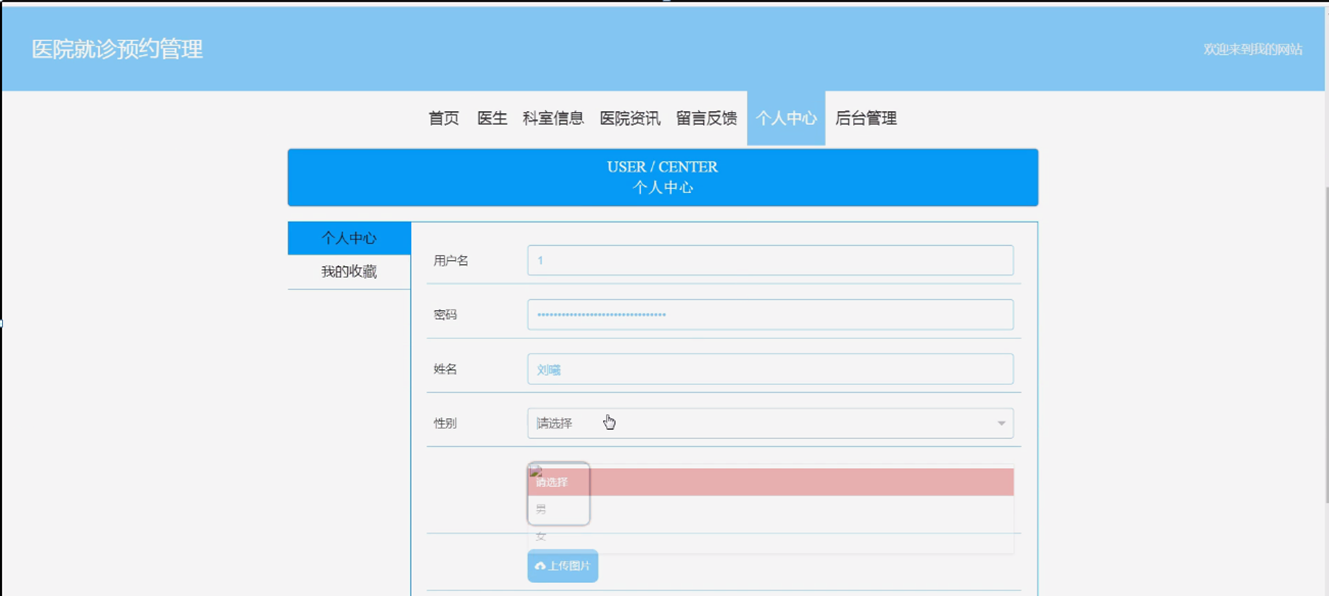 医院就诊预约管理
欢迎来到我的网站
首页 医生 科室信息 医院资讯 留言反馈 个人中心 后台管理
USER / CENTER
个人中心
个人中心
我的收藏
用户名 1
密码 ••••••••••••••••••••••••••••••••
姓名 刘曦
性别 请选择
请选择
男
女
上传图片